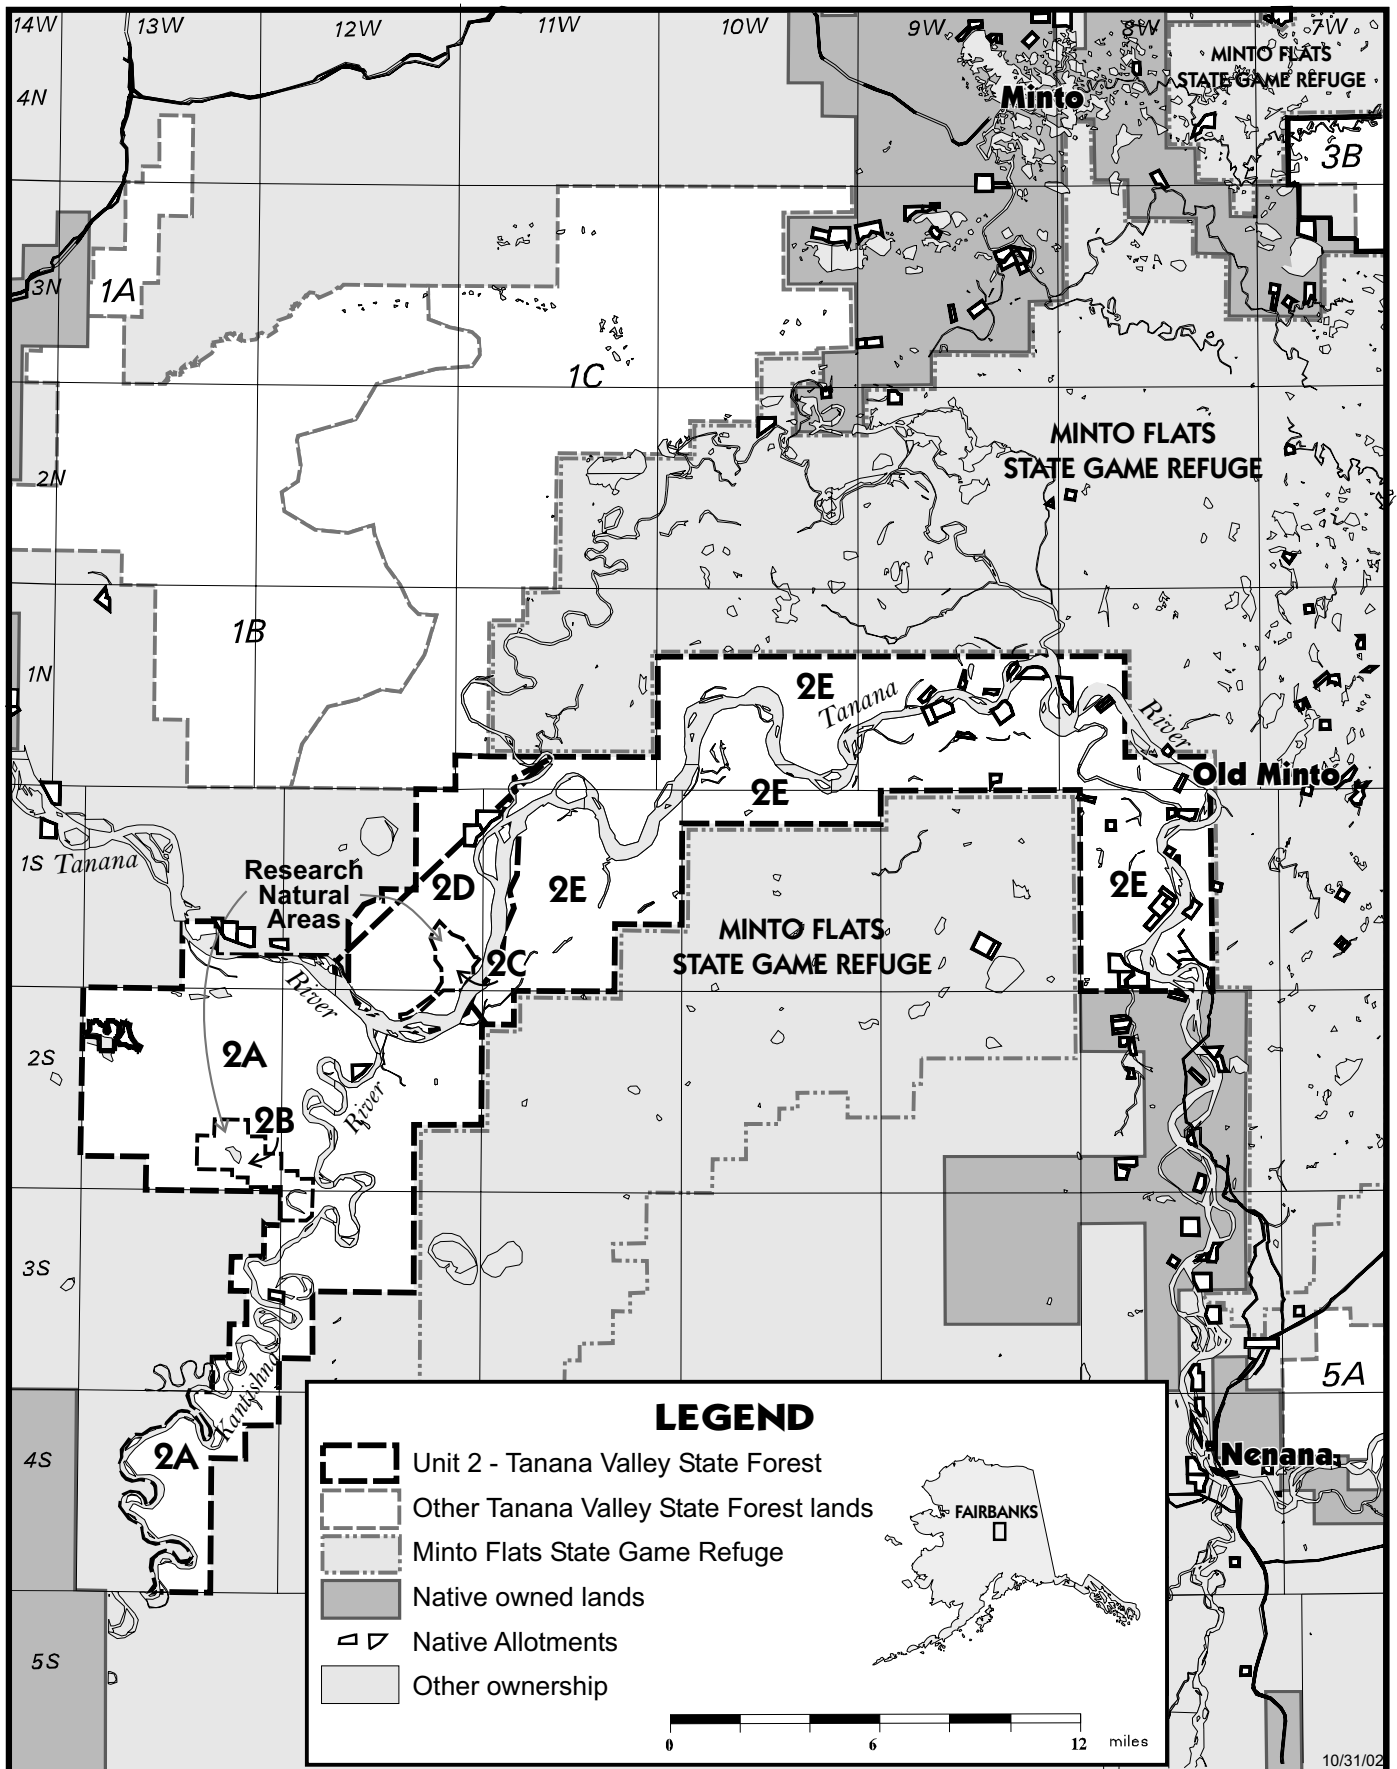 14W 13W 12W 11W 10W 9W 8W 7W
MINTO FLATS
STATE GAME REFUGE
4N
Minto
3B
3N
1A
1C
MINTO FLATS
STATE GAME REFUGE
2N
1B
1N
2E
Tanana
River
Old Minto
2E
1S
Tanana
Research
Natural
Areas
2D
2E
2E
MINTO FLATS
STATE GAME REFUGE
2C
River
2S
2A
River
2B
3S
Kantishna
5A
LEGEND
Unit 2 - Tanana Valley State Forest
Other Tanana Valley State Forest lands
Minto Flats State Game Refuge
Native owned lands
Native Allotments
Other ownership
FAIRBANKS
0 6 12 miles
4S
2A
Nenana
5S
10/31/02